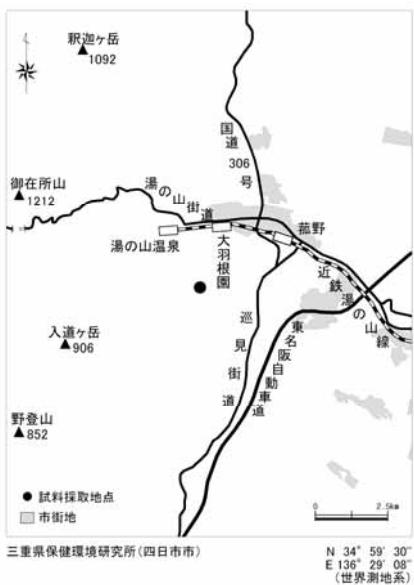 釈迦ヶ岳
1092
国道306号
御在所山
1212
湯の山街道
菰野
湯の山温泉
大羽根園
近鉄湯の山線
入道ヶ岳
906
巡見街道
東名阪自動車道
野登山
852
試料採取地点
市街地
0 2.5km
三重県保健環境研究所(四日市市)
N 34° 59′ 30″
E 136° 29′ 08″
(世界測地系)